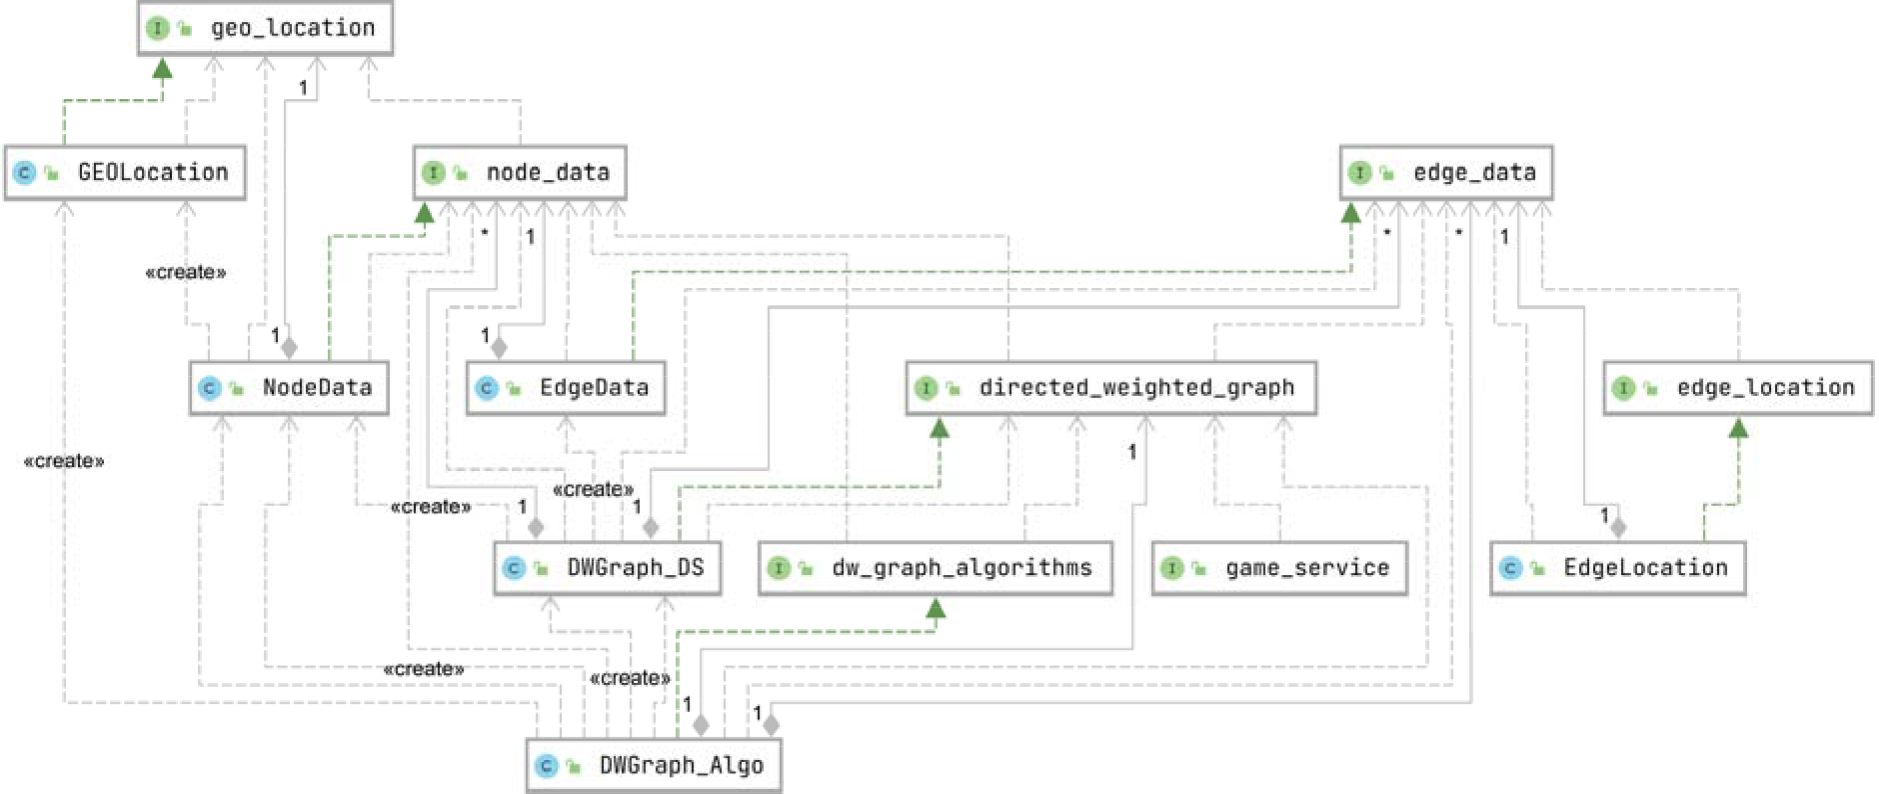 I geo_location
1
C GEOLocation
I node_data
I edge_data
* 1 * * 1
«create»
1 1
C NodeData
C EdgeData
I directed_weighted_graph
I edge_location
1
«create»
«create»
«create»
1 1 1
C DWGraph_DS
I dw_graph_algorithms
I game_service
C EdgeLocation
«create»
«create»
1 1
C DWGraph_Algo